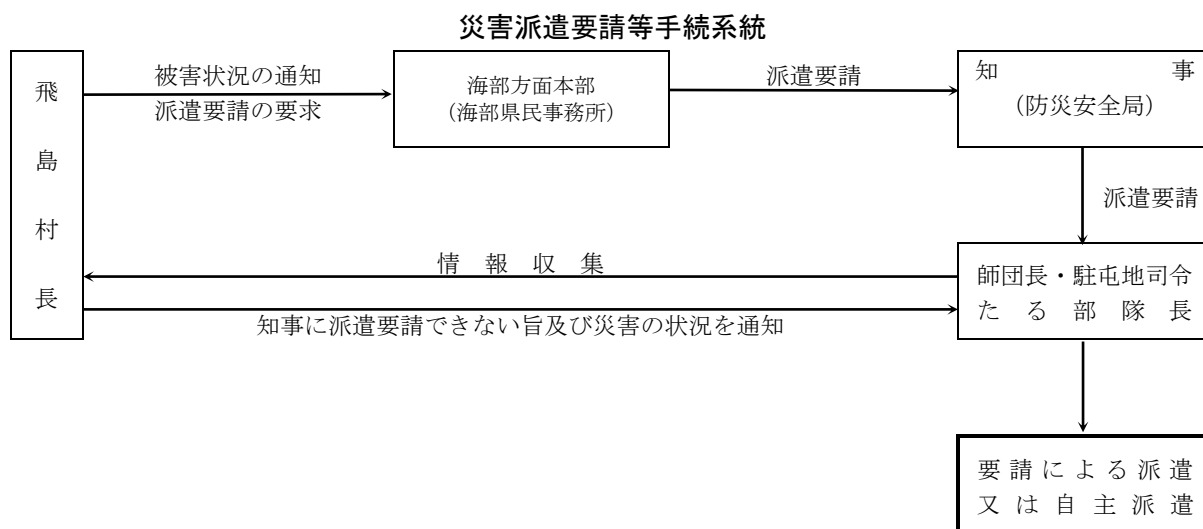 災害派遣要請等手続系統
飛島村長
被害状況の通知
派遣要請の要求
海部方面本部
(海部県民事務所)
派遣要請
知事
(防災安全局)
派遣要請
情報収集
師団長・駐屯地司令
たる部隊長
知事に派遣要請できない旨及び災害の状況を通知
要請による派遣
又は自主派遣